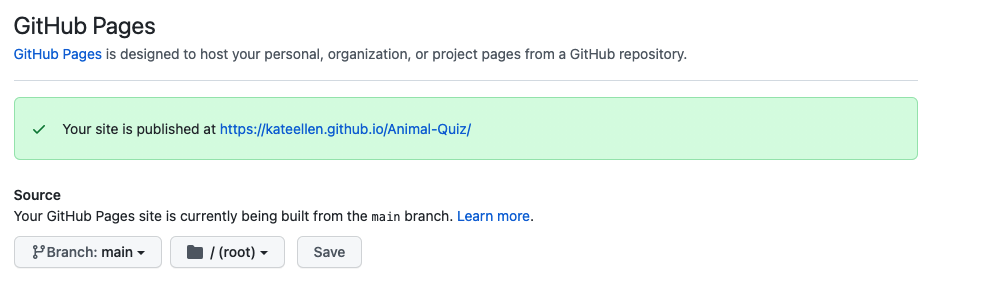 GitHub Pages
GitHub Pages is designed to host your personal, organization, or project pages from a GitHub repository.
Your site is published at https://kateellen.github.io/Animal-Quiz/
Source
Your GitHub Pages site is currently being built from the main branch. Learn more.
Branch: main / (root) Save